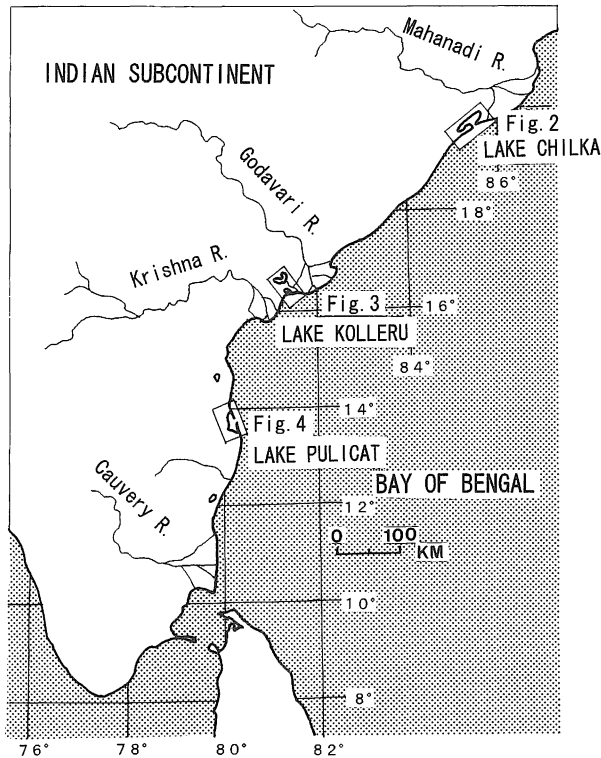 Mahanadi R.
INDIAN SUBCONTINENT
Fig. 2
LAKE CHILKA
86°
Godavari R.
18°
Krishna R.
Fig. 3
16°
LAKE KOLLERU
84°
14°
Fig. 4
LAKE PULICAT
Cauvery R.
BAY OF BENGAL
12°
0 100
KM
10°
8°
76° 78° 80° 82°